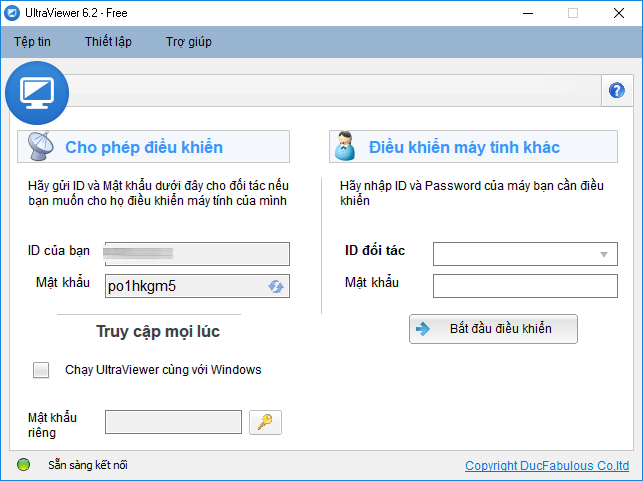 UltraViewer 6.2 - Free
Tệp tin Thiết lập Trợ giúp
Cho phép điều khiển
Hãy gửi ID và Mật khẩu dưới đây cho đối tác nếu
bạn muốn cho họ điều khiển máy tính của mình
ID của bạn
Mật khẩu po1hkgm5
Truy cập mọi lúc
Chạy UltraViewer cùng với Windows
Mật khẩu
riêng
Điều khiển máy tính khác
Hãy nhập ID và Password của máy bạn cần điều
khiển
ID đối tác
Mật khẩu
Bắt đầu điều khiển
Sẵn sàng kết nối
Copyright DucFabulous Co,ltd